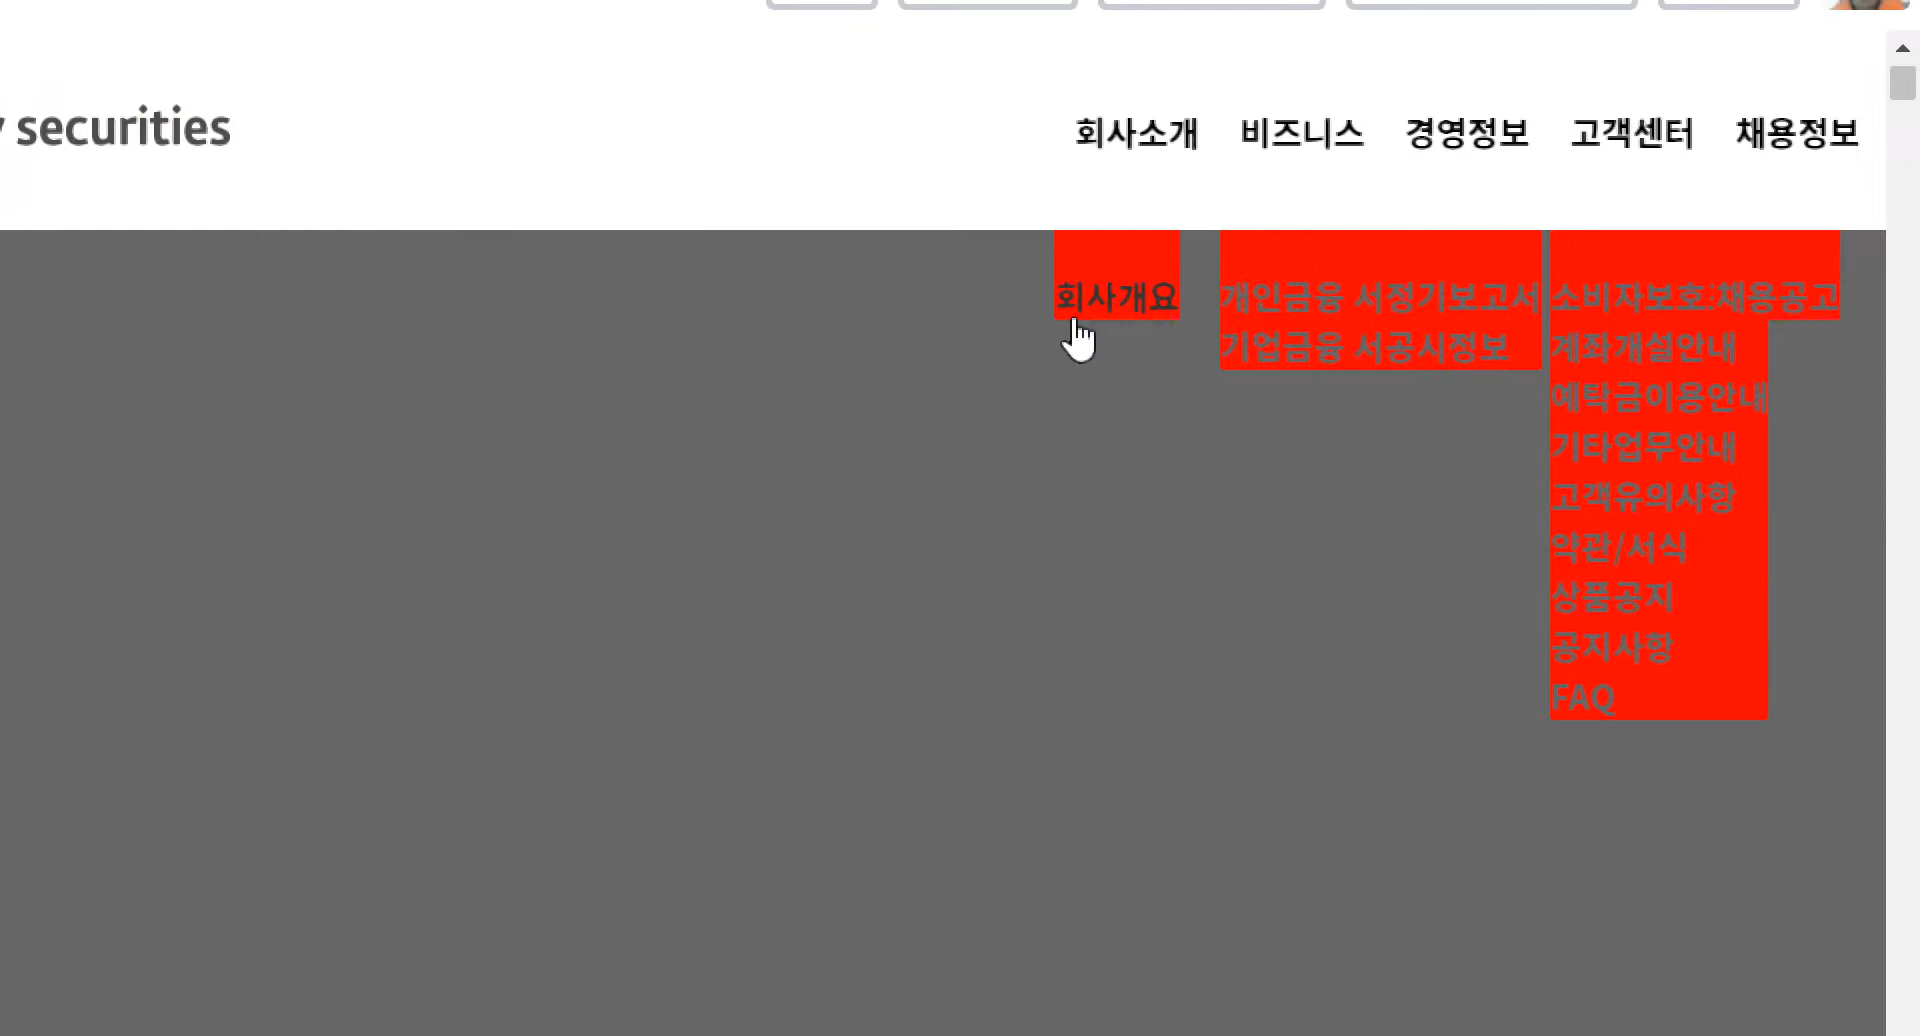 securities
회사소개 비즈니스 경영정보 고객센터 채용정보
회사개요 개인금융 서정기보고서 소비자보호 채용공고
기업금융 서공시정보 계좌개설안내
예탁금이용안내
기타업무안내
고객유의사항
약관/서식
상품공지
공지사항
FAQ